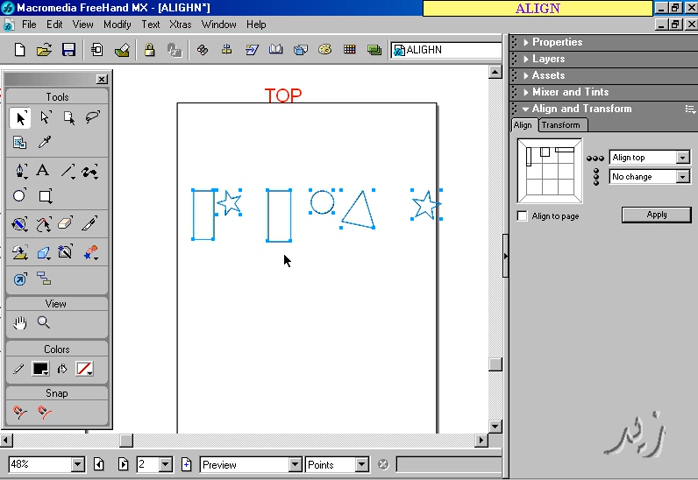 Macromedia FreeHand MX - [ALIGHN*]
ALIGN
File Edit View Modify Text Xtras Window Help
ALIGHN
Tools
View
Colors
Snap
TOP
Properties
Layers
Assets
Mixer and Tints
Align and Transform
Align Transform
Align top
No change
Align to page
Apply
زيد
48%
2
Preview
Points